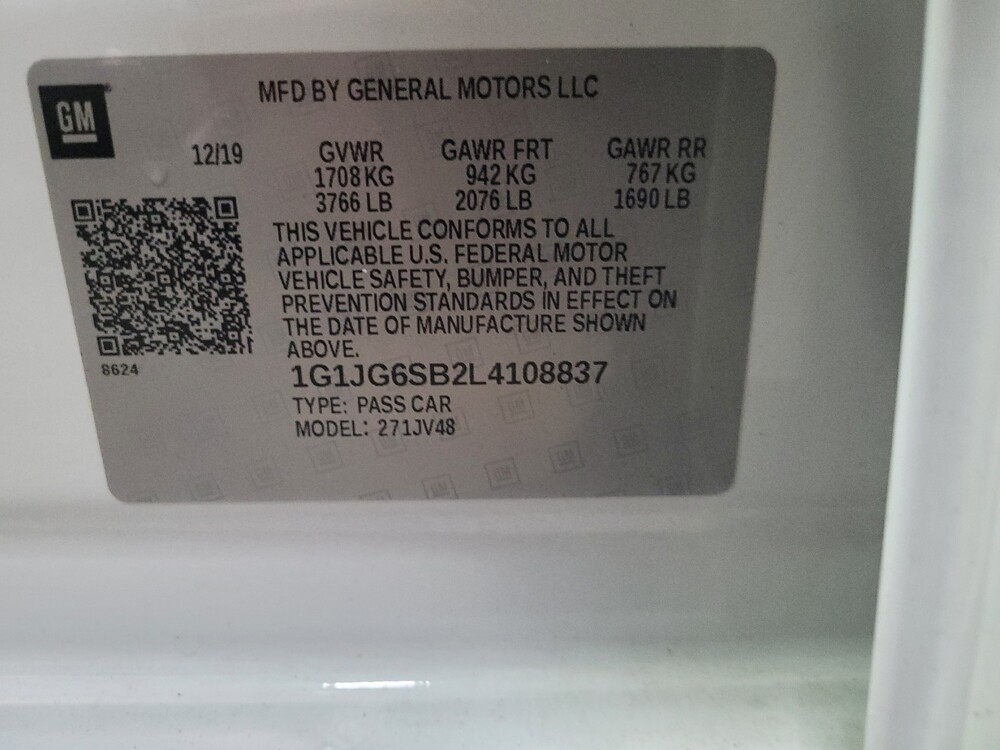 GM
MFD BY GENERAL MOTORS LLC
12/19
GVWR GAWR FRT GAWR RR
1708 KG 942 KG 767 KG
3766 LB 2076 LB 1690 LB
THIS VEHICLE CONFORMS TO ALL
APPLICABLE U.S. FEDERAL MOTOR
VEHICLE SAFETY, BUMPER, AND THEFT
PREVENTION STANDARDS IN EFFECT ON
THE DATE OF MANUFACTURE SHOWN
ABOVE.
8624
1G1JG6SB2L4108837
TYPE: PASS CAR
MODEL: 271JV48